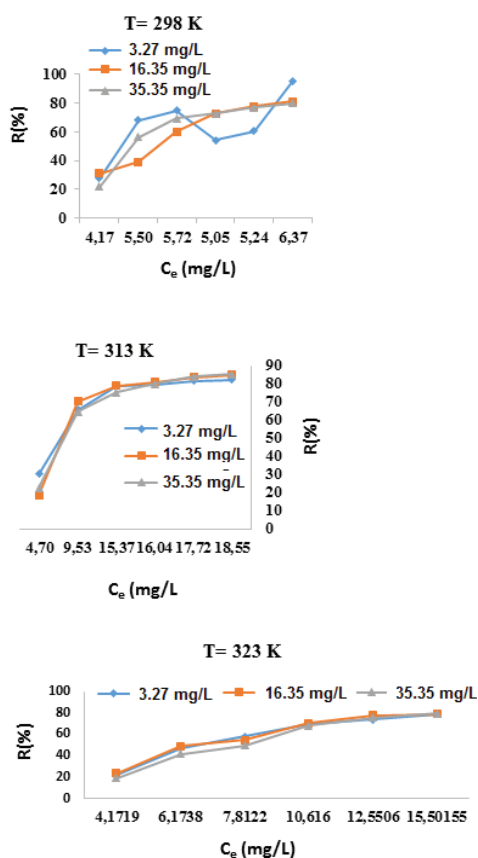 T= 298 K
3.27 mg/L
16.35 mg/L
35.35 mg/L
R(%)
100
80
60
40
20
0
4,17 5,50 5,72 5,05 5,24 6,37
Ce (mg/L)
T= 313 K
3.27 mg/L
16.35 mg/L
35.35 mg/L
90
80
70
60
50
40
30
20
10
0
R(%)
4,70 9,53 15,37 16,04 17,72 18,55
Ce (mg/L
T= 323 K
3.27 mg/L 16.35 mg/L 35.35 mg/L
R(%)
100
80
60
40
20
0
4,1719 6,1738 7,8122 10,616 12,5506 15,50155
Ce (mg/L)